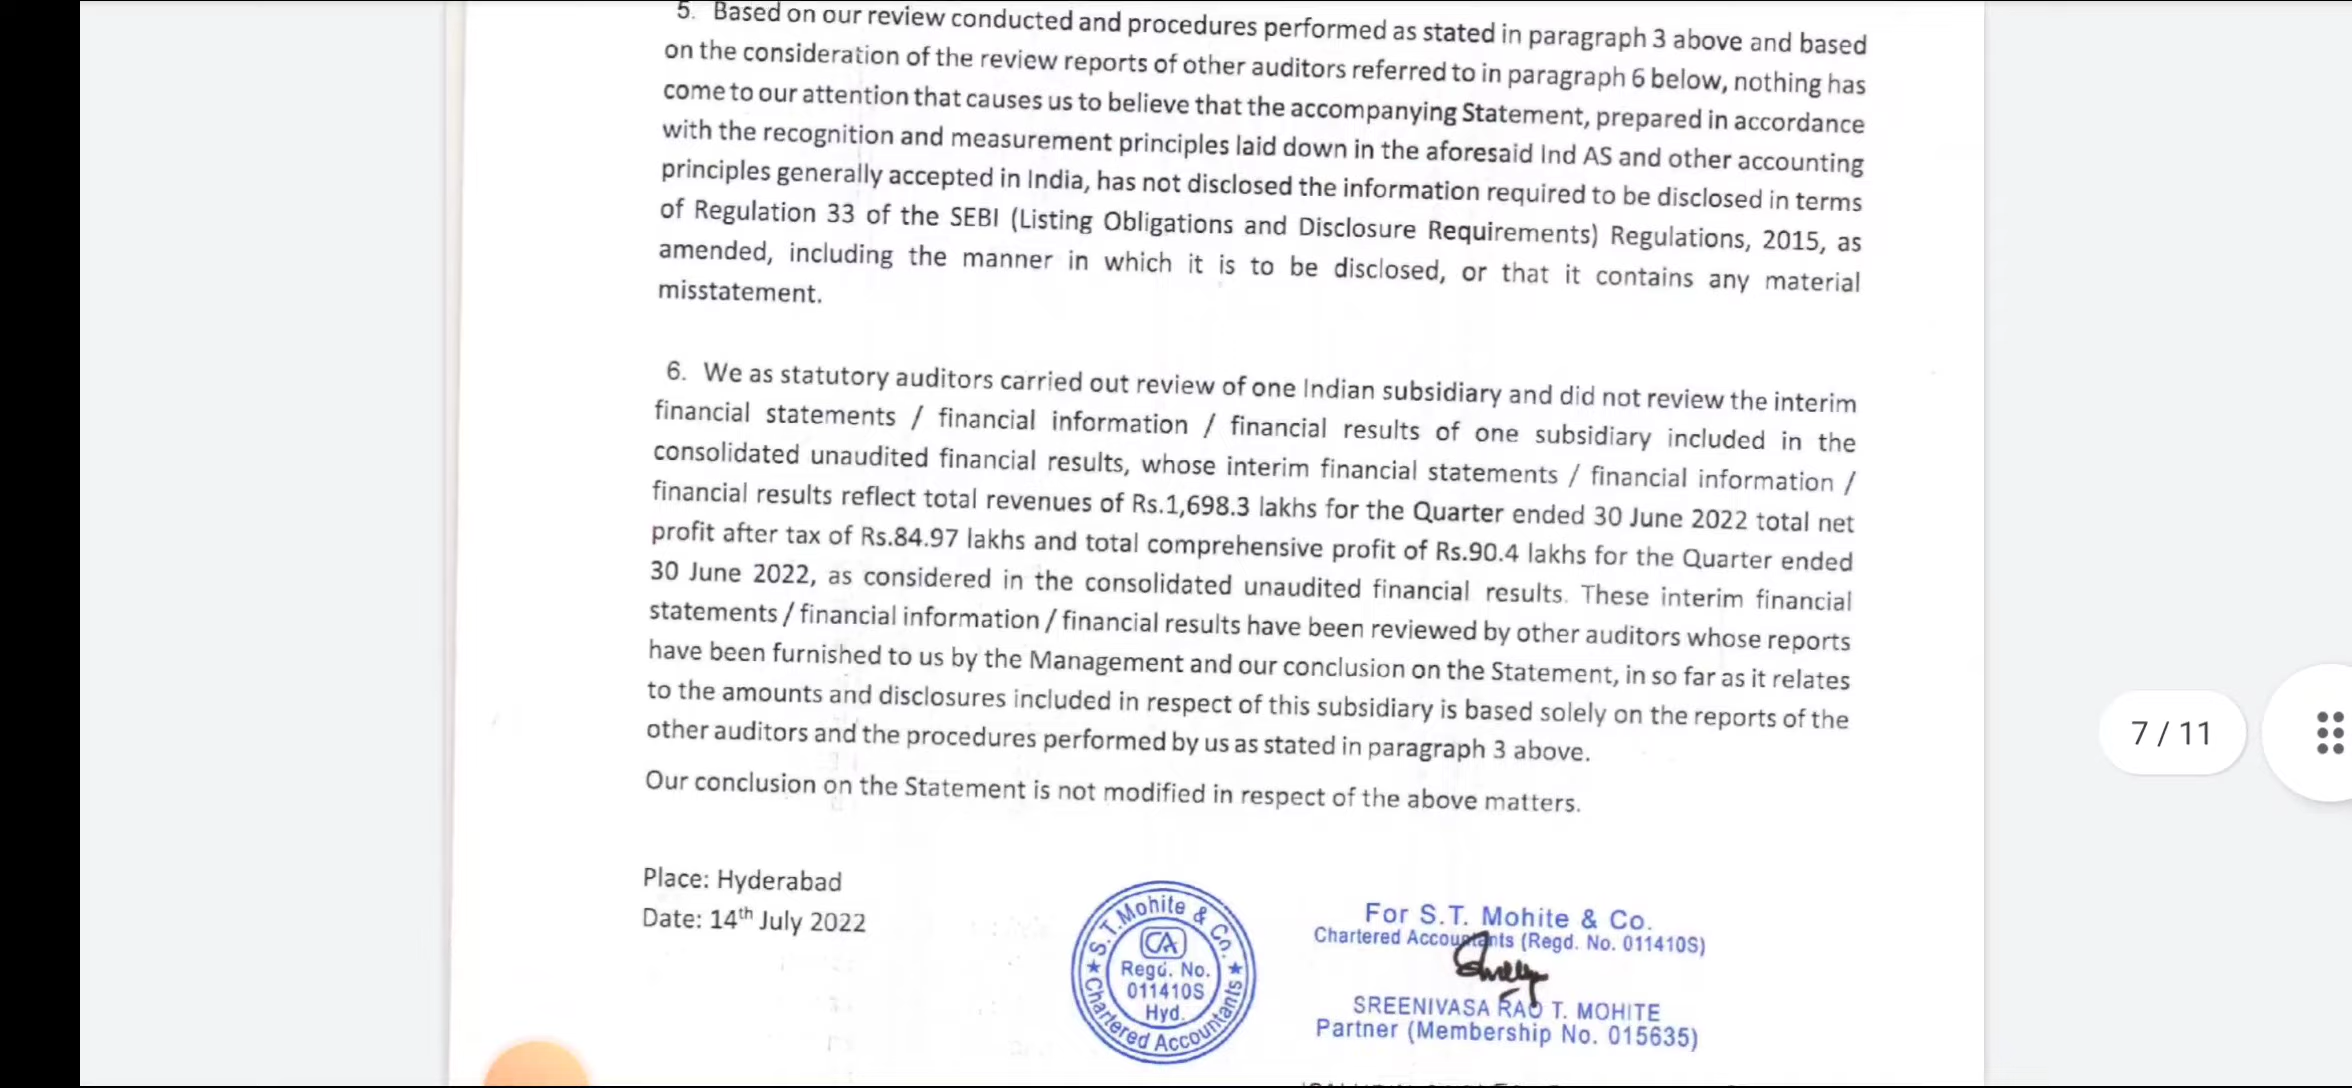 5. Based on our review conducted and procedures performed as stated in paragraph 3 above and based
on the consideration of the review reports of other auditors referred to in paragraph 6 below, nothing has
come to our attention that causes us to believe that the accompanying Statement, prepared in accordance
with the recognition and measurement principles laid down in the aforesaid Ind AS and other accounting
principles generally accepted in India, has not disclosed the information required to be disclosed in terms
of Regulation 33 of the SEBI (Listing Obligations and Disclosure Requirements) Regulations, 2015, as
amended, including the manner in which it is to be disclosed, or that it contains any material
misstatement.
6. We as statutory auditors carried out review of one Indian subsidiary and did not review the interim
financial statements / financial information / financial results of one subsidiary included in the
consolidated unaudited financial results, whose interim financial statements / financial information /
financial results reflect total revenues of Rs.1,698.3 lakhs for the Quarter ended 30 June 2022 total net
profit after tax of Rs.84.97 lakhs and total comprehensive profit of Rs.90.4 lakhs for the Quarter ended
30 June 2022, as considered in the consolidated unaudited financial results. These interim financial
statements / financial information / financial results have been reviewed by other auditors whose reports
have been furnished to us by the Management and our conclusion on the Statement, in so far as it relates
to the amounts and disclosures included in respect of this subsidiary is based solely on the reports of the
other auditors and the procedures performed by us as stated in paragraph 3 above.
Our conclusion on the Statement is not modified in respect of the above matters.
Place: Hyderabad
Date: 14th July 2022
★ S.T. Mohite & Co. ★
Chartered Accountants
CA
Regd. No.
011410S
Hyd.
For S.T. Mohite & Co.
Chartered Accountants (Regd. No. 011410S)
SREENIVASA RAO T. MOHITE
Partner (Membership No. 015635)
7 / 11